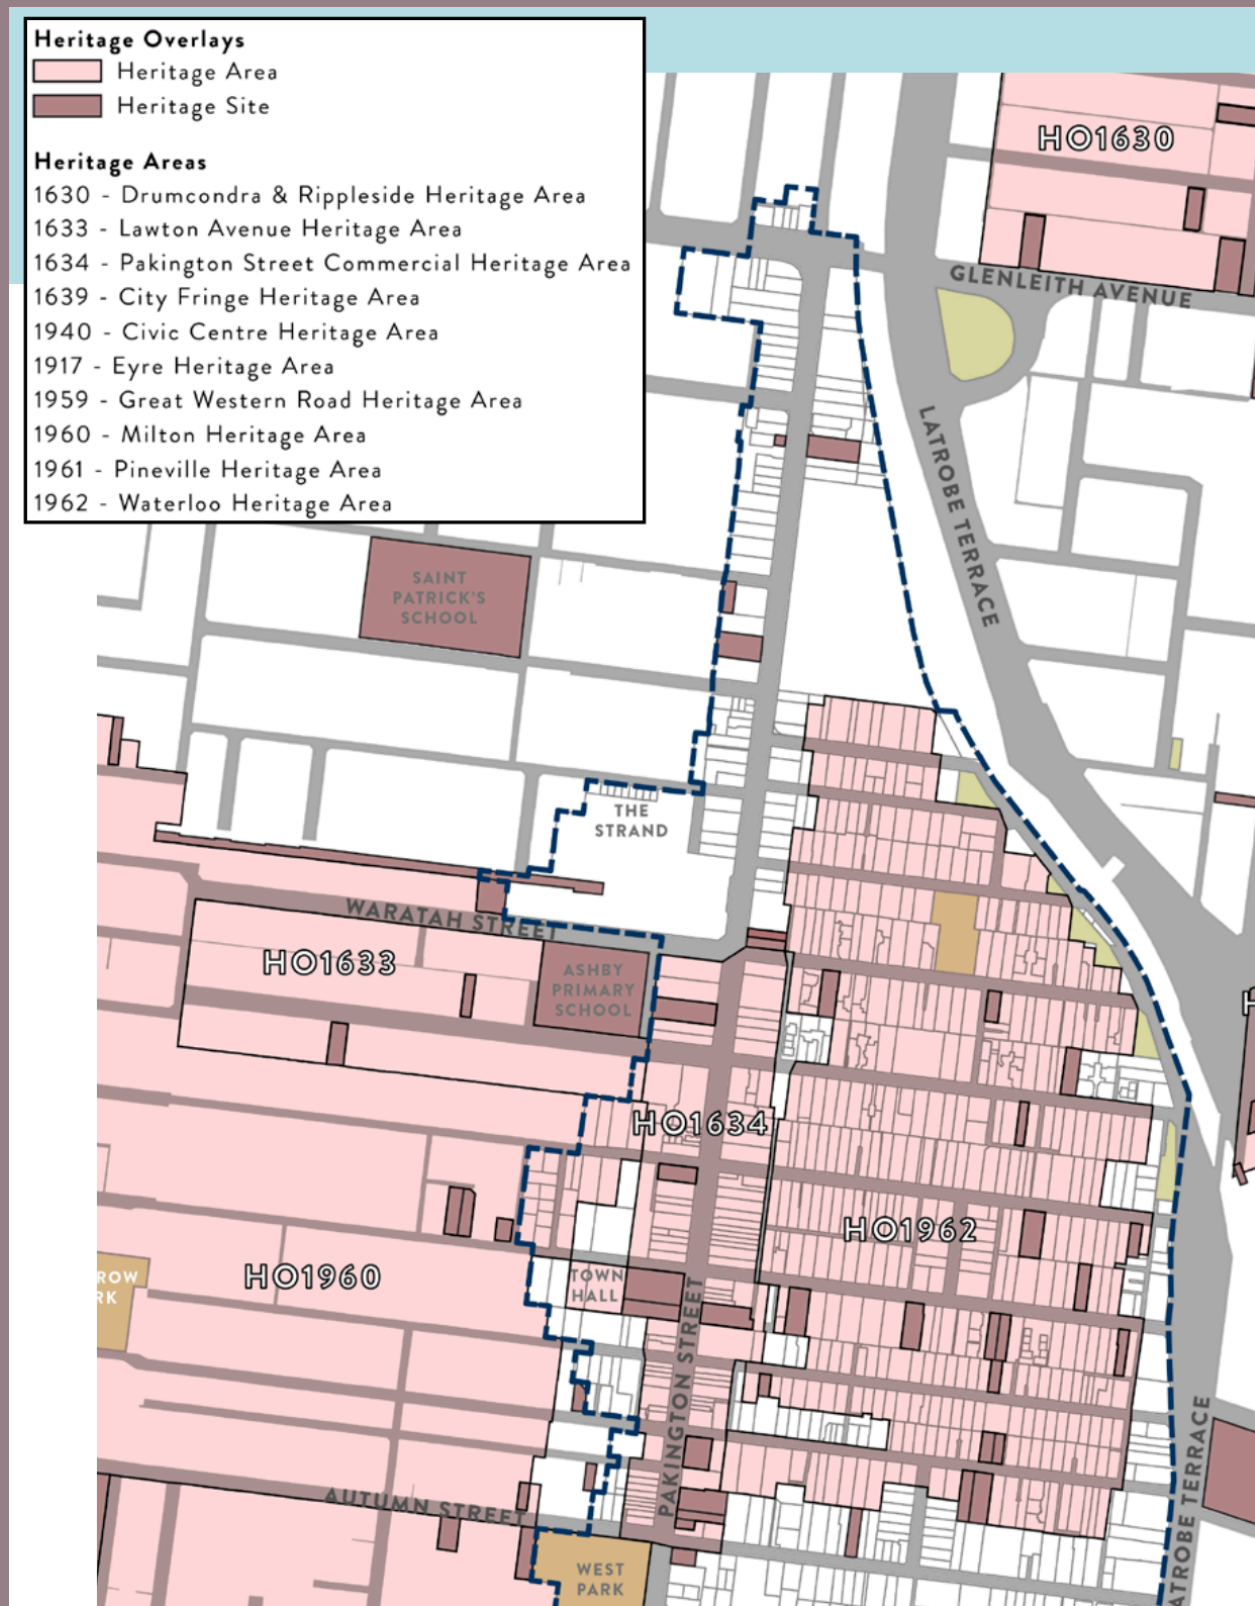 Heritage Overlays
Heritage Area
Heritage Site
Heritage Areas
1630 - Drumcondra & Rippleside Heritage Area
1633 - Lawton Avenue Heritage Area
1634 - Pakington Street Commercial Heritage Area
1639 - City Fringe Heritage Area
1940 - Civic Centre Heritage Area
1917 - Eyre Heritage Area
1959 - Great Western Road Heritage Area
1960 - Milton Heritage Area
1961 - Pineville Heritage Area
1962 - Waterloo Heritage Area
HO1630
GLENLEITH AVENUE
LATROBE TERRACE
SAINT
PATRICK'S
SCHOOL
THE
STRAND
WARATAH STREET
HO1633
ASHBY
PRIMARY
SCHOOL
H
HO1634
HO1962
HO1960
ROW
RK
TOWN
HALL
PAKINGTON STREET
AUTUMN STREET
WEST
PARK
ATROBE TERRACE